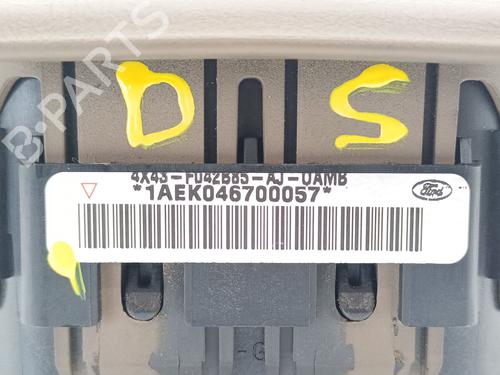 D S
4X43-F042B85-AJ-UAMB
*1AEK046700057*
Ford
-G
B-PARTS